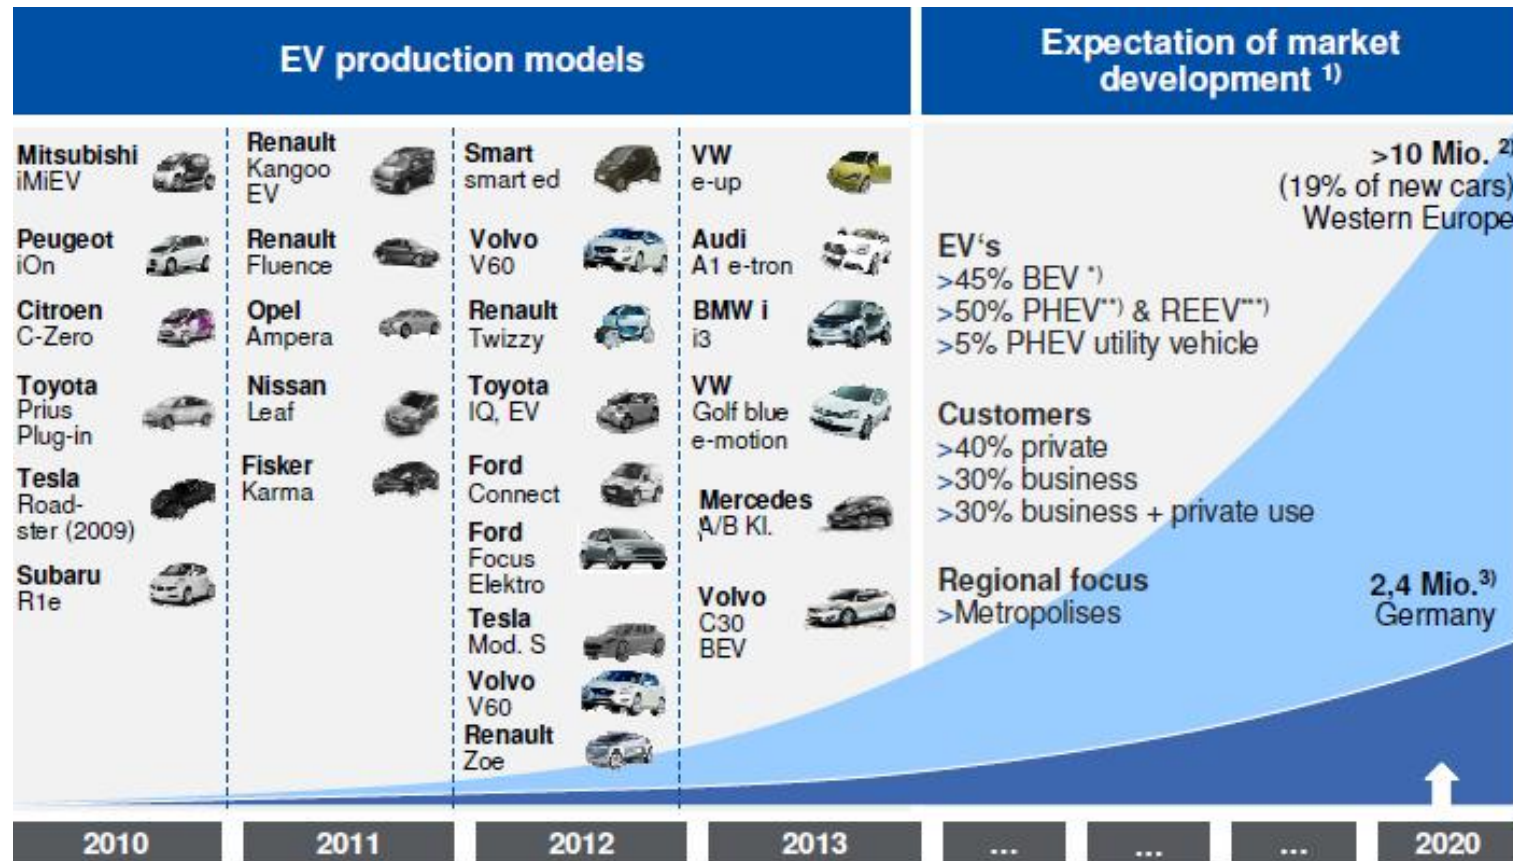 EV production models
Expectation of market
development 1)
Mitsubishi
iMiEV
Peugeot
iOn
Citroen
C-Zero
Toyota
Prius
Plug-in
Tesla
Road-
ster (2009)
Subaru
R1e
Renault
Kangoo
EV
Renault
Fluence
Opel
Ampera
Nissan
Leaf
Fisker
Karma
Smart
smart ed
Volvo
V60
Renault
Twizzy
Toyota
IQ, EV
Ford
Connect
Ford
Focus
Elektro
Tesla
Mod. S
Volvo
V60
Renault
Zoe
VW
e-up
Audi
A1 e-tron
BMW i
i3
VW
Golf blue
e-motion
Mercedes
A/B Kl.
Volvo
C30
BEV
>10 Mio. 2)
(19% of new cars)
Western Europe
EV's
>45% BEV *)
>50% PHEV**) & REEV***)
>5% PHEV utility vehicle
Customers
>40% private
>30% business
>30% business + private use
Regional focus
>Metropolises
2,4 Mio.3)
Germany
2010
2011
2012
2013
...
...
...
2020